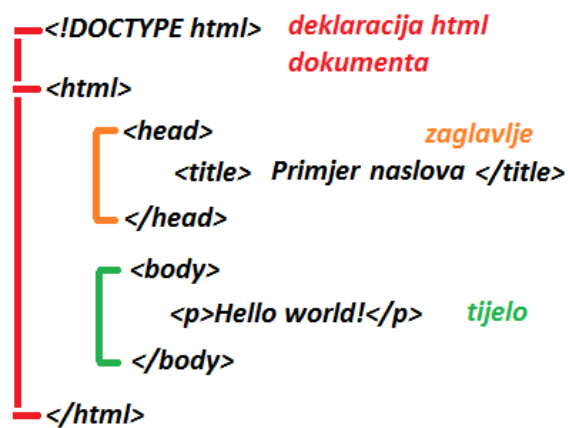 <!DOCTYPE html> deklaracija html
dokumenta
<html>
<head> zaglavlje
<title> Primjer naslova </title>
</head>
<body>
<p>Hello world!</p> tijelo
</body>
</html>